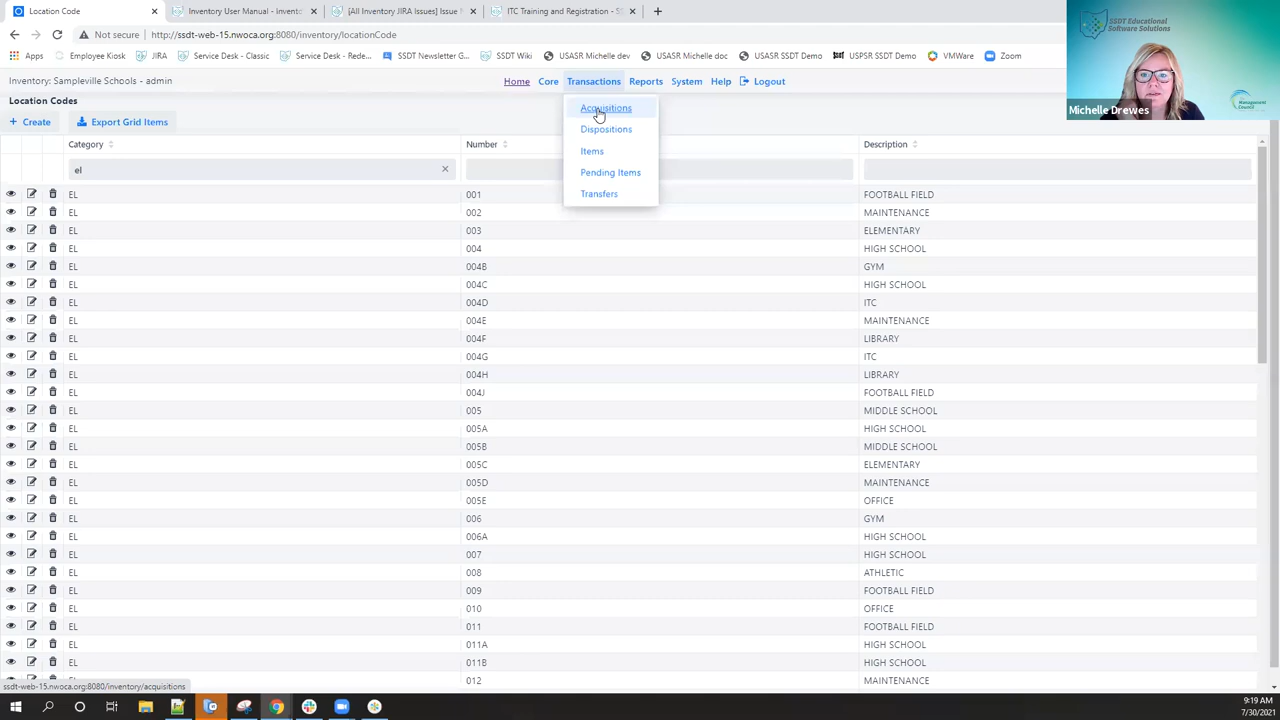 Location Code
Inventory User Manual - Invento
[All Inventory JIRA Issues] Issue
ITC Training and Registration - SS
Not secure
http://ssdt-web-15.nwoca.org:8080/inventory/locationCode
Apps
Employee Kiosk
JIRA
Service Desk - Classic
Service Desk - Rede...
SSDT Newsletter G...
SSDT Wiki
USASR Michelle dev
USASR Michelle doc
USASR SSDT Demo
USPSR SSDT Demo
VMWare
Zoom
SSDT Educational
Software Solutions
Management
Council
Michelle Drewes
Inventory: Sampleville Schools - admin
Home Core Transactions Reports System Help Logout
Location Codes
Acquisitions
Dispositions
Items
Pending Items
Transfers
+ Create Export Grid Items
Category Number Description
el
EL 001 FOOTBALL FIELD
EL 002 MAINTENANCE
EL 003 ELEMENTARY
EL 004 HIGH SCHOOL
EL 004B GYM
EL 004C HIGH SCHOOL
EL 004D ITC
EL 004E MAINTENANCE
EL 004F LIBRARY
EL 004G ITC
EL 004H LIBRARY
EL 004J FOOTBALL FIELD
EL 005 MIDDLE SCHOOL
EL 005A HIGH SCHOOL
EL 005B MIDDLE SCHOOL
EL 005C ELEMENTARY
EL 005D MAINTENANCE
EL 005E OFFICE
EL 006 GYM
EL 006A HIGH SCHOOL
EL 007 HIGH SCHOOL
EL 008 ATHLETIC
EL 009 FOOTBALL FIELD
EL 010 OFFICE
EL 011 FOOTBALL FIELD
EL 011A HIGH SCHOOL
EL 011B HIGH SCHOOL
EL 012 MAINTENANCE
ssdt-web-15.nwoca.org:8080/inventory/acquisitions
9:19 AM
7/30/2021